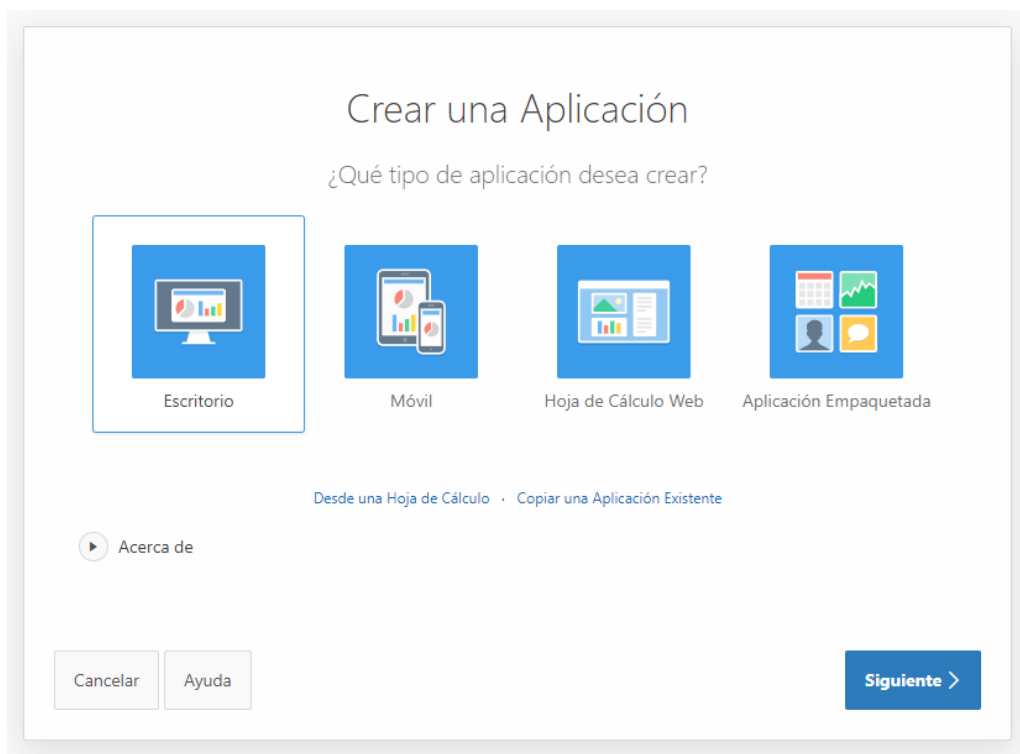 Crear una Aplicación
¿Qué tipo de aplicación desea crear?
Escritorio
Móvil
Hoja de Cálculo Web
Aplicación Empaquetada
Desde una Hoja de Cálculo · Copiar una Aplicación Existente
Acerca de
Cancelar
Ayuda
Siguiente